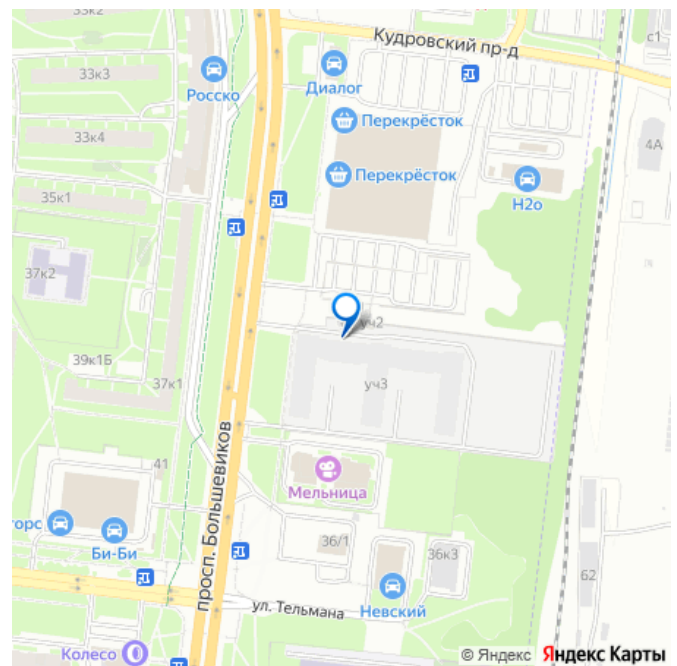 33к2
Кудровский пр-д
с1
33к3
Росско
Диалог
Перекрёсток
33к4
4А
Перекрёсток
35к1
Н2о
37к2
уч2
39к1Б
37к1
уч3
просп. Большевиков
41
Мельница
торс
Би-Би
36/1
36к3
62
ул. Тельмана
Невский
Колесо
© Яндекс Яндекс Карты